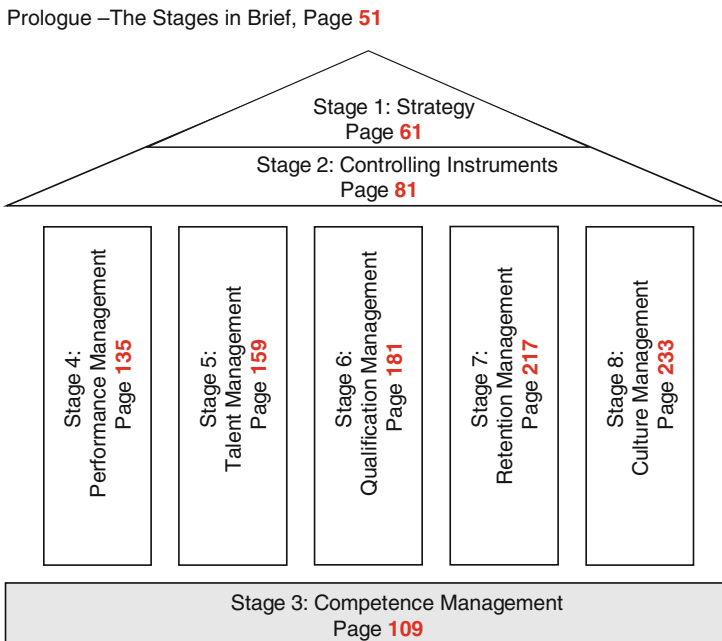 Prologue –The Stages in Brief, Page 51
Stage 1: Strategy
Page 61
Stage 2: Controlling Instruments
Page 81
Stage 4:
Performance Management
Page 135
Stage 5:
Talent Management
Page 159
Stage 6:
Qualification Management
Page 181
Stage 7:
Retention Management
Page 217
Stage 8:
Culture Management
Page 233
Stage 3: Competence Management
Page 109